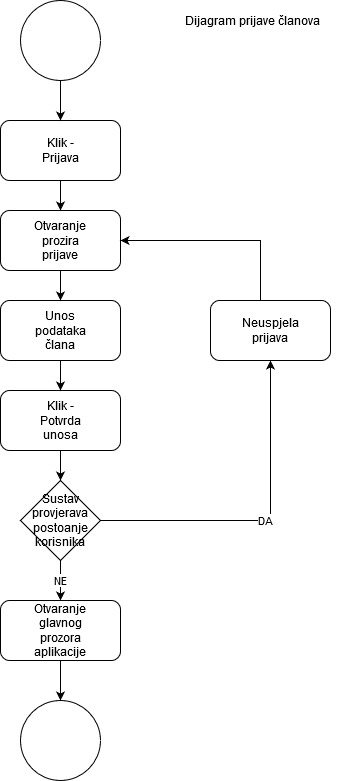 Dijagram prijave članova
Klik -
Prijava
Otvaranje
prozira
prijave
Unos
podataka
člana
Neuspjela
prijava
Klik -
Potvrda
unosa
Sustav
provjerava
postoanje
korisnika
DA
NE
Otvaranje
glavnog
prozora
aplikacije